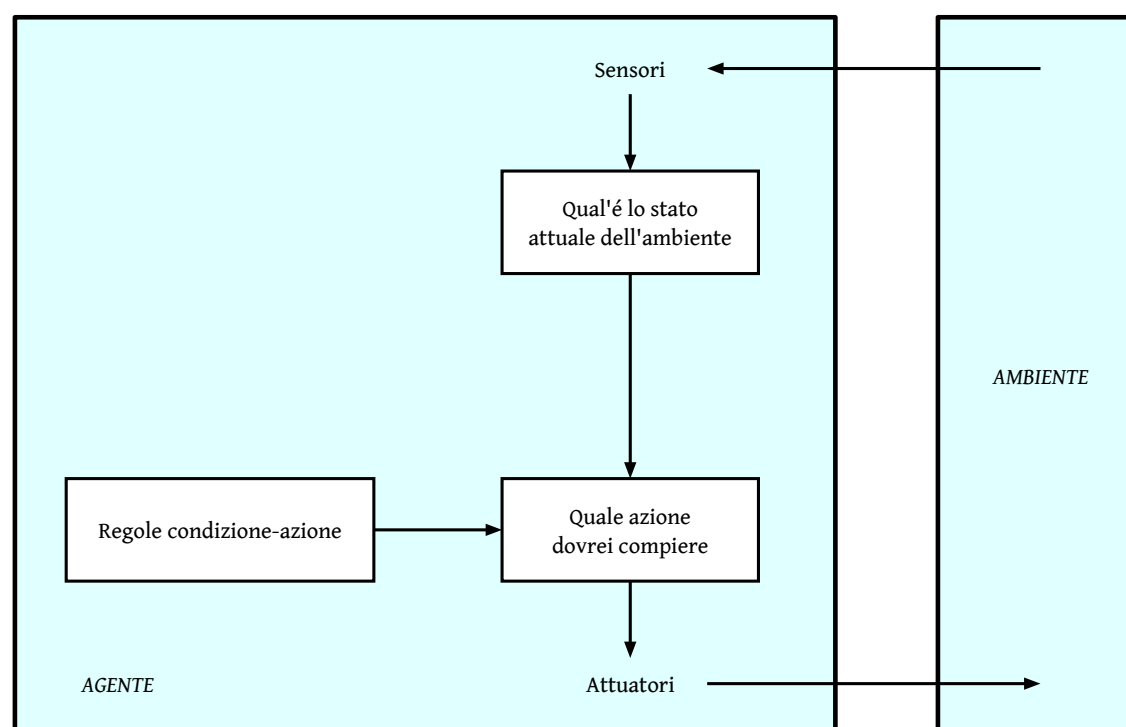 Sensori
Qual'é lo stato
attuale dell'ambiente
AMBIENTE
Regole condizione-azione
Quale azione
dovrei compiere
AGENTE
Attuatori